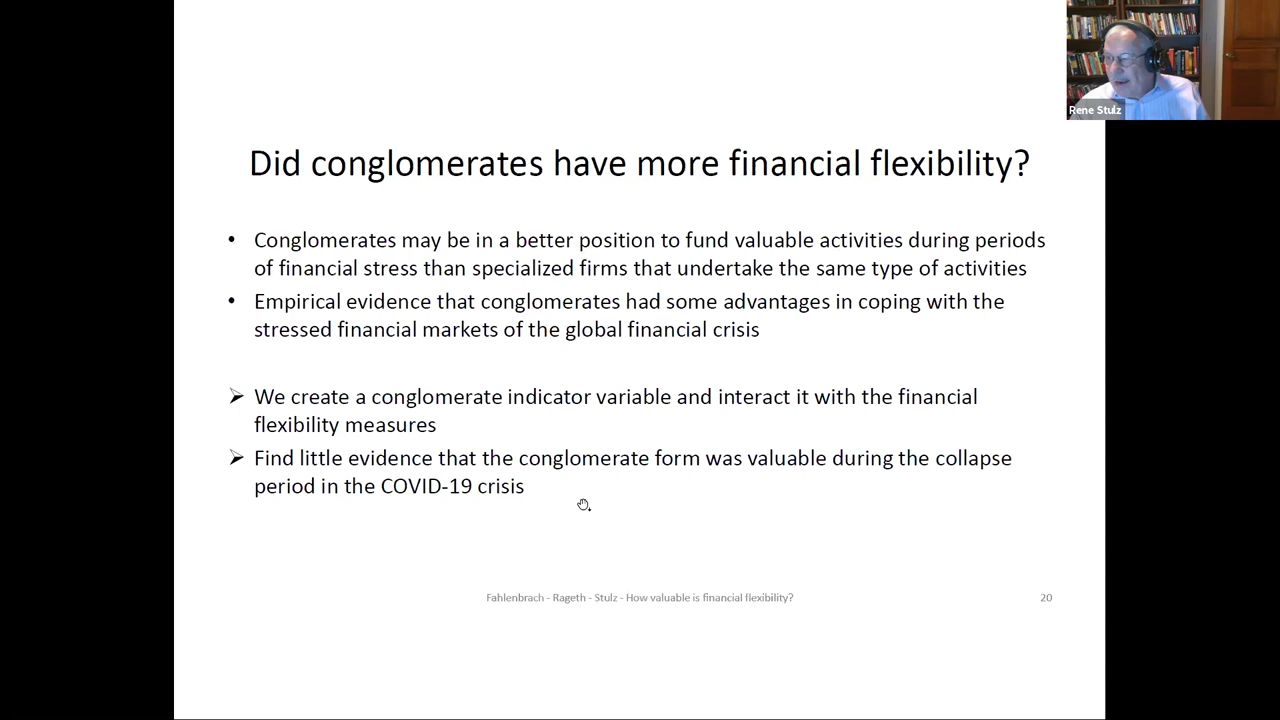 Rene Stulz
Did conglomerates have more financial flexibility?
• Conglomerates may be in a better position to fund valuable activities during periods
of financial stress than specialized firms that undertake the same type of activities
• Empirical evidence that conglomerates had some advantages in coping with the
stressed financial markets of the global financial crisis
➢ We create a conglomerate indicator variable and interact it with the financial
flexibility measures
➢ Find little evidence that the conglomerate form was valuable during the collapse
period in the COVID-19 crisis
Fahlenbrach - Rageth - Stulz - How valuable is financial flexibility?
20